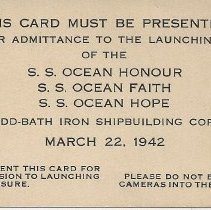 IS CARD MUST BE PRESENTE
R ADMITTANCE TO THE LAUNCHIN
OF THE
S. S. OCEAN HONOUR
S. S. OCEAN FAITH
S. S. OCEAN HOPE
DD-BATH IRON SHIPBUILDING COR
MARCH 22, 1942
ENT THIS CARD FOR
SION TO LAUNCHING
SURE.
PLEASE DO NOT B
CAMERAS INTO THE